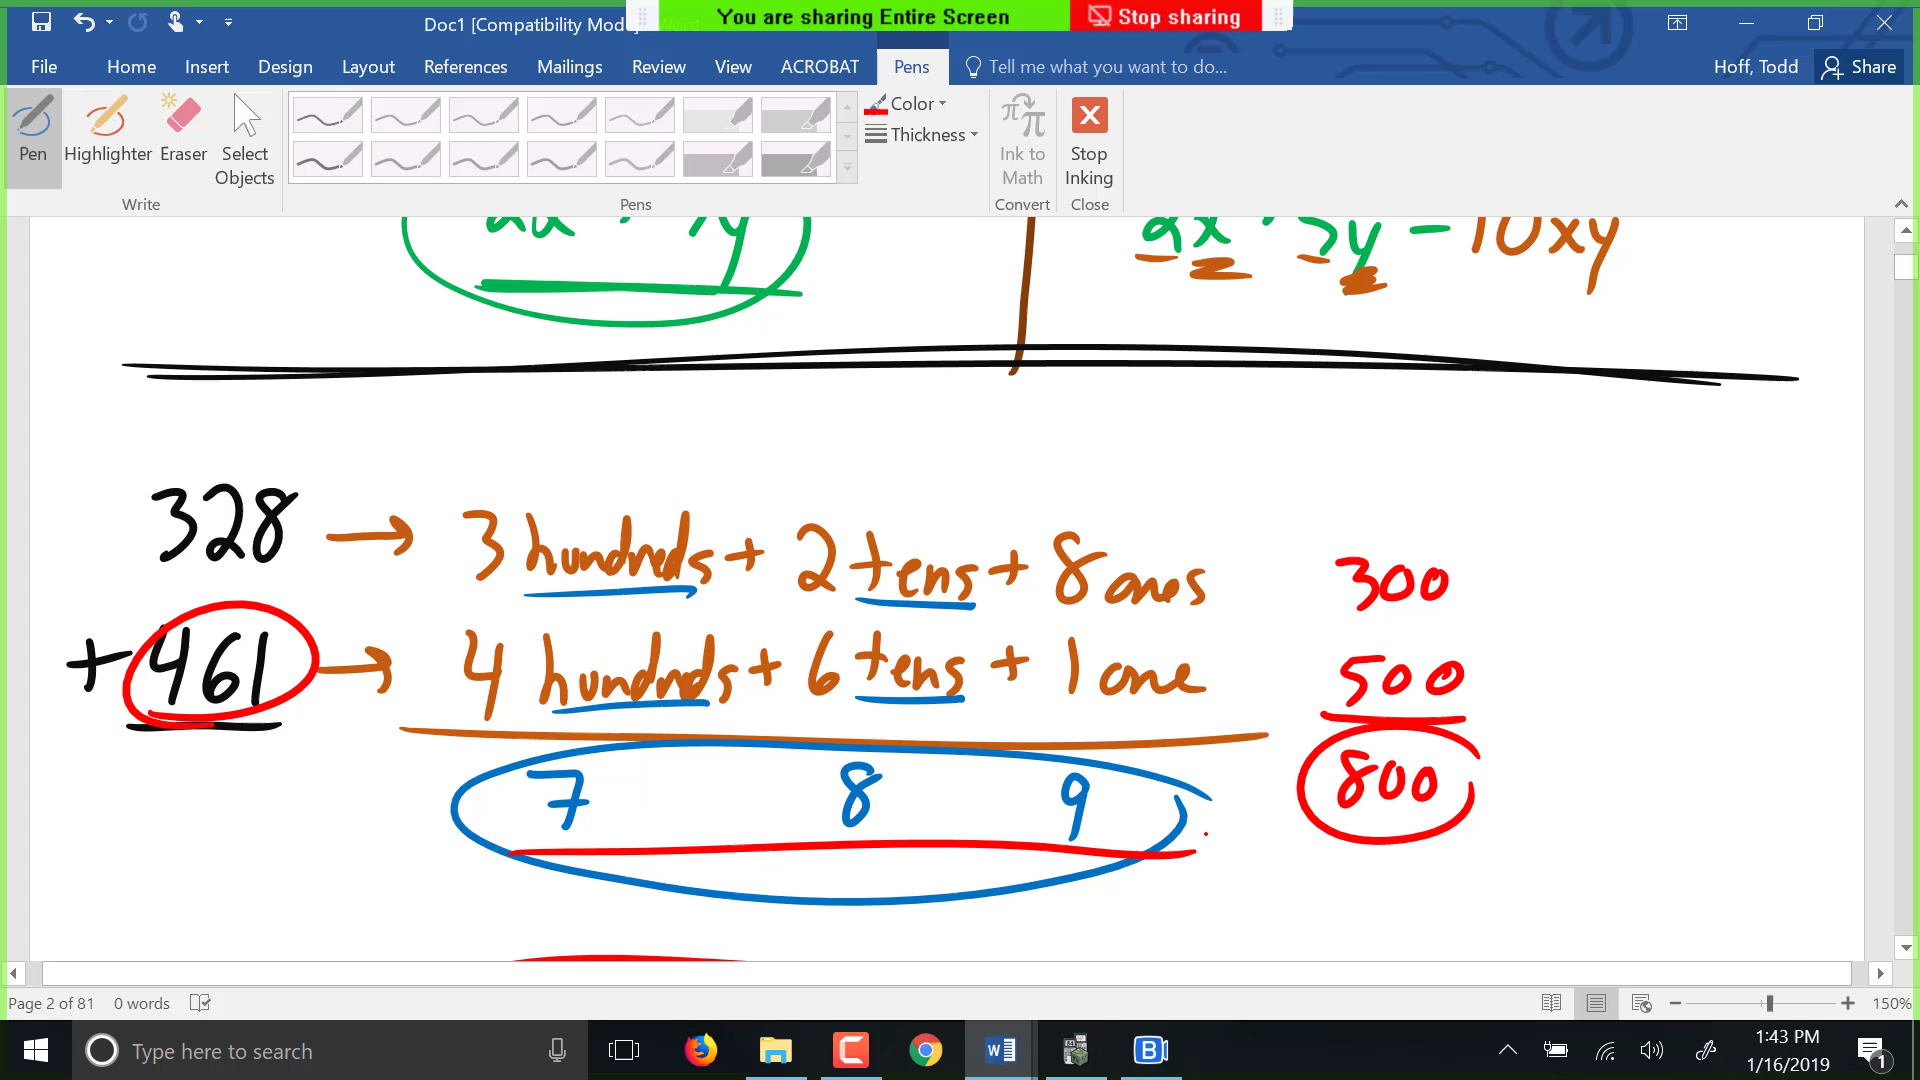 You are sharing Entire Screen
Stop sharing
Doc1 [Compatibility Mod
File Home Insert Design Layout References Mailings Review View ACROBAT Pens Tell me what you want to do... Hoff, Todd Share
Pen Highlighter Eraser Select Objects
Write
Pens
Color
Thickness
Ink to Math
Convert
Stop Inking
Close
2x · 5y - 10xy
328 → 3 hundreds + 2 tens + 8 ones
+461 → 4 hundreds + 6 tens + 1 one
7 8 9
300
500
800
Page 2 of 81 0 words 150%
Type here to search
1:43 PM
1/16/2019
1